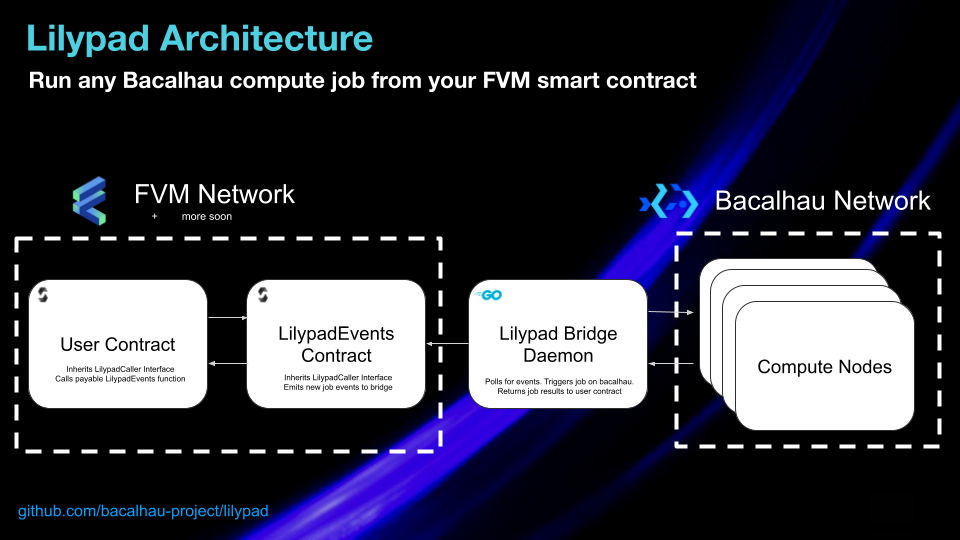 Lilypad Architecture
Run any Bacalhau compute job from your FVM smart contract
FVM Network
+ more soon
Bacalhau Network
User Contract
Inherits LilypadCaller Interface
Calls payable LilypadEvents function
LilypadEvents
Contract
Inherits LilypadCaller Interface
Emits new job events to bridge
GO
Lilypad Bridge
Daemon
Polls for events. Triggers job on bacalhau.
Returns job results to user contract
Compute Nodes
github.com/bacalhau-project/lilypad